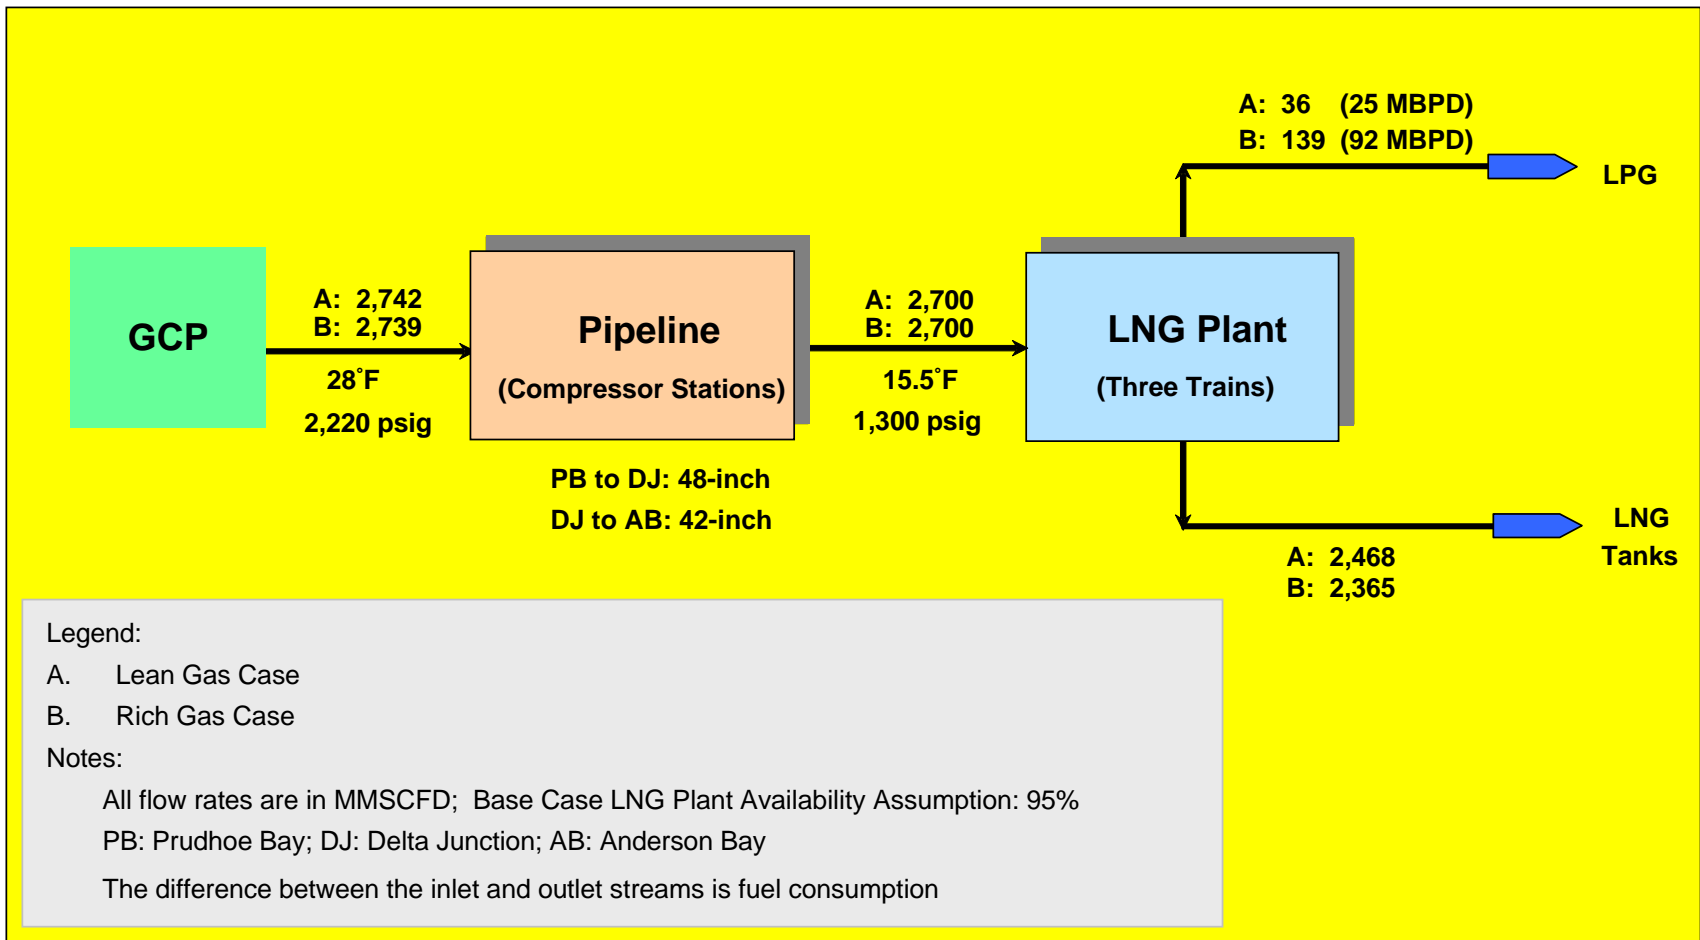 A: 36 (25 MBPD)
B: 139 (92 MBPD)
LPG
GCP
A: 2,742
B: 2,739
28°F
2,220 psig
Pipeline
(Compressor Stations)
A: 2,700
B: 2,700
15.5°F
1,300 psig
LNG Plant
(Three Trains)
PB to DJ: 48-inch
DJ to AB: 42-inch
LNG
Tanks
A: 2,468
B: 2,365
Legend:
A. Lean Gas Case
B. Rich Gas Case
Notes:
All flow rates are in MMSCFD; Base Case LNG Plant Availability Assumption: 95%
PB: Prudhoe Bay; DJ: Delta Junction; AB: Anderson Bay
The difference between the inlet and outlet streams is fuel consumption